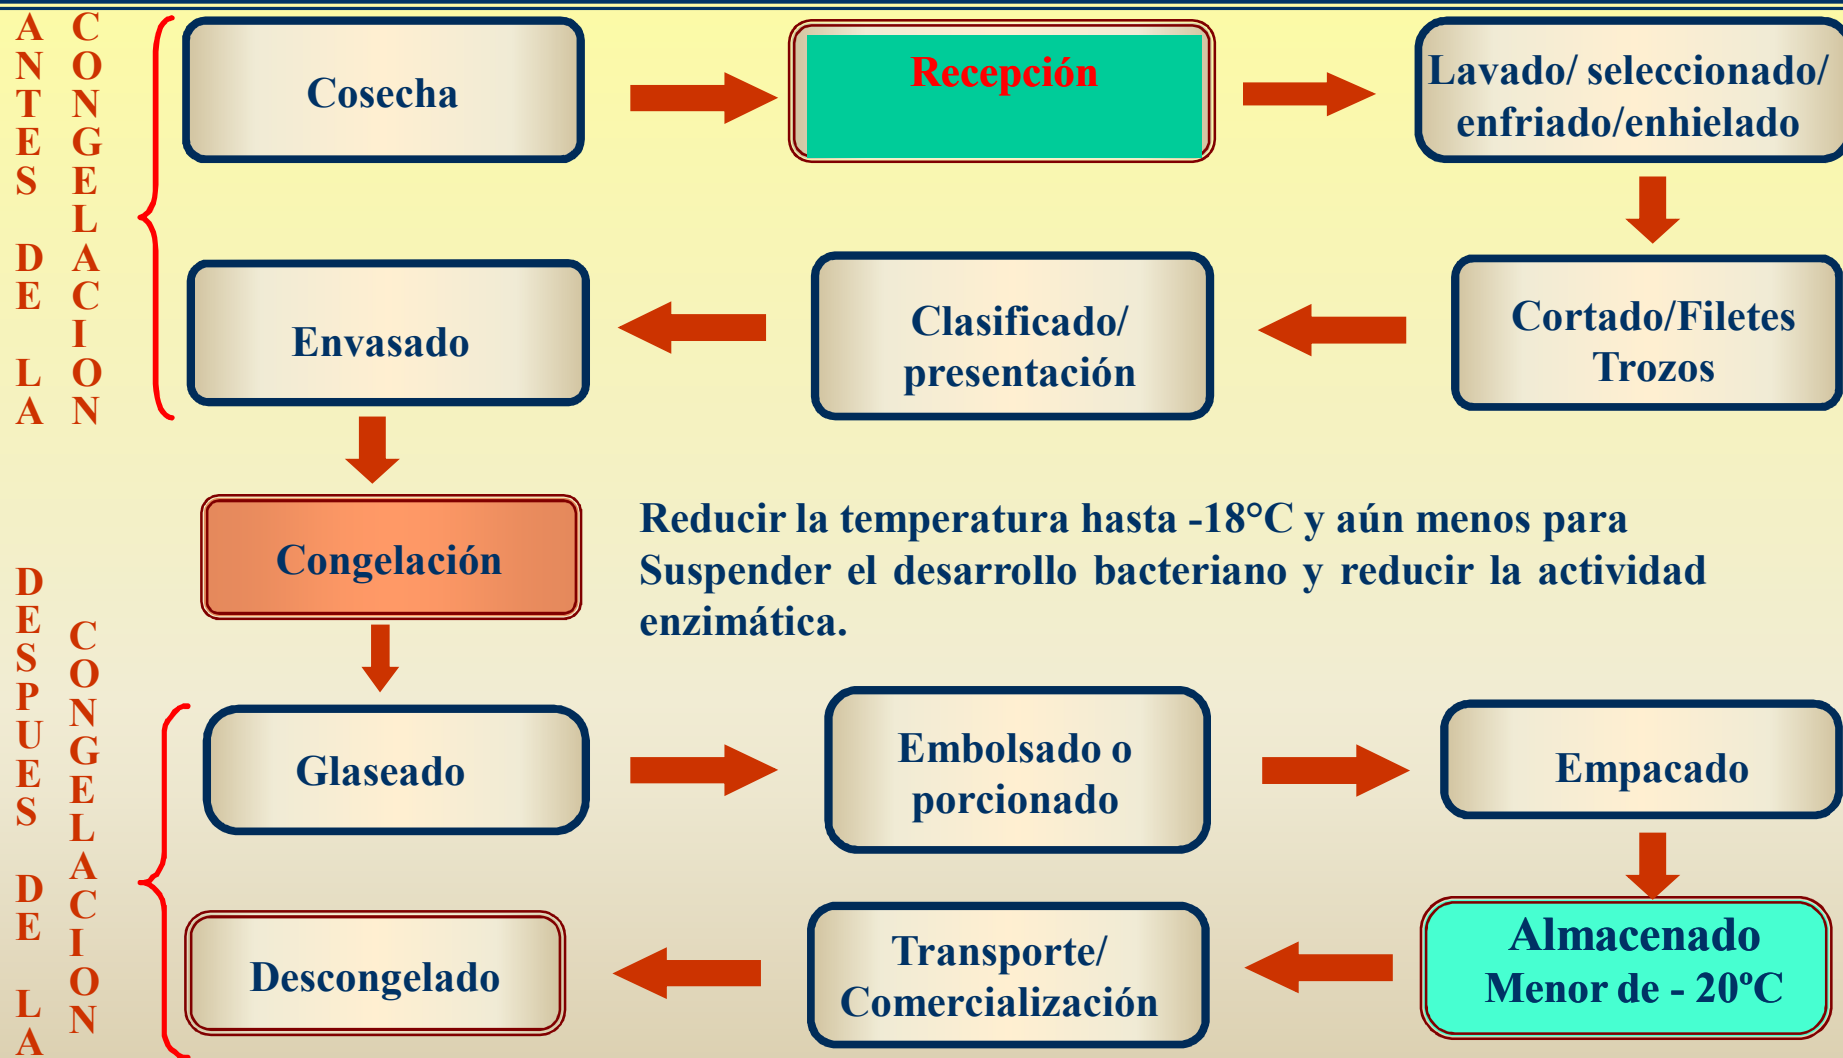 ANTES DE LA
CONGELACION
Cosecha
Recepción
Lavado/ seleccionado/
enfriado/enhielado
Cortado/Filetes
Trozos
Clasificado/
presentación
Envasado
Congelación
Reducir la temperatura hasta -18°C y aún menos para
Suspender el desarrollo bacteriano y reducir la actividad
enzimática.
DESPUES DE LA
CONGELACION
Glaseado
Embolsado o
porcionado
Empacado
Almacenado
Menor de - 20ºC
Transporte/
Comercialización
Descongelado